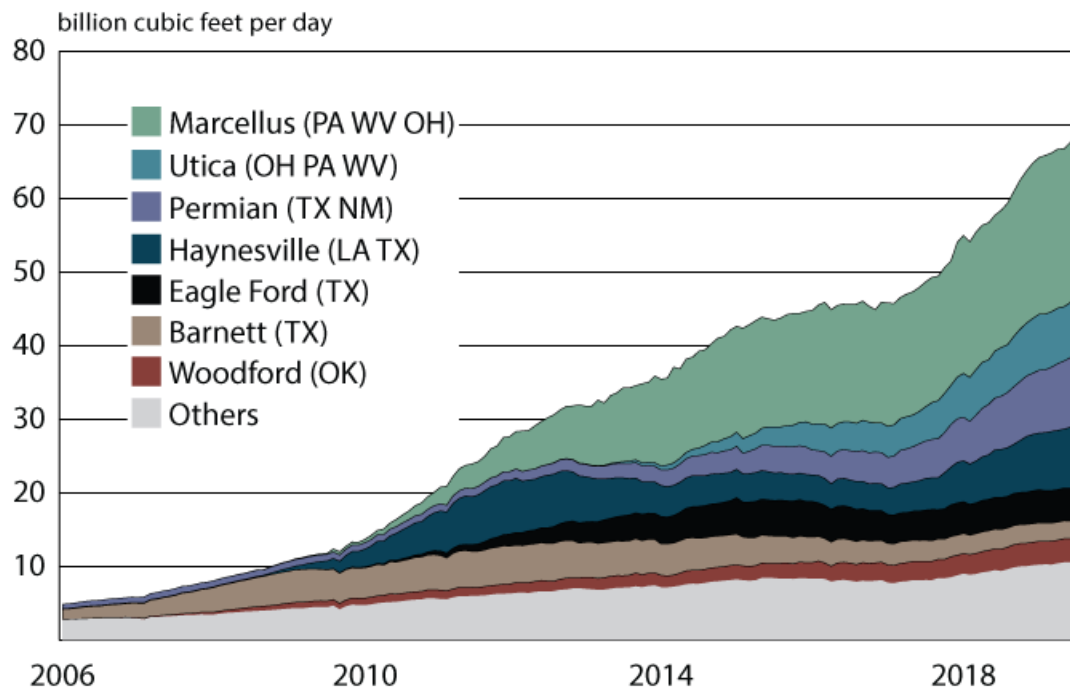 billion cubic feet per day
80
70
60
50
40
30
20
10
Marcellus (PA WV OH)
Utica (OH PA WV)
Permian (TX NM)
Haynesville (LA TX)
Eagle Ford (TX)
Barnett (TX)
Woodford (OK)
Others
2006 2010 2014 2018